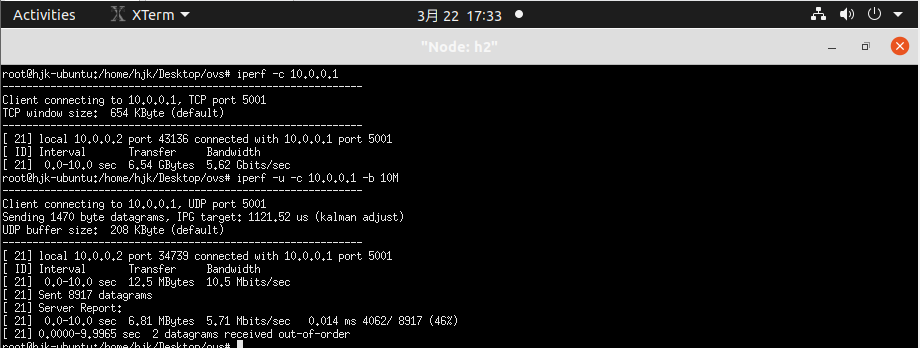 Activities XTerm 3月 22 17:33
"Node: h2"
root@hjk-ubuntu:/home/hjk/Desktop/ovs# iperf -c 10.0.0.1
------------------------------------------------------------
Client connecting to 10.0.0.1, TCP port 5001
TCP window size:  654 KByte (default)
------------------------------------------------------------
[ 21] local 10.0.0.2 port 43136 connected with 10.0.0.1 port 5001
[ ID] Interval       Transfer     Bandwidth
[ 21]  0.0-10.0 sec  6.54 GBytes  5.62 Gbits/sec
root@hjk-ubuntu:/home/hjk/Desktop/ovs# iperf -u -c 10.0.0.1 -b 10M
------------------------------------------------------------
Client connecting to 10.0.0.1, UDP port 5001
Sending 1470 byte datagrams, IPG target: 1121.52 us (kalman adjust)
UDP buffer size:  208 KByte (default)
------------------------------------------------------------
[ 21] local 10.0.0.2 port 34739 connected with 10.0.0.1 port 5001
[ ID] Interval       Transfer     Bandwidth
[ 21]  0.0-10.0 sec  12.5 MBytes  10.5 Mbits/sec
[ 21] Sent 8917 datagrams
[ 21] Server Report:
[ 21]  0.0-10.0 sec  6.81 MBytes  5.71 Mbits/sec   0.014 ms 4062/ 8917 (46%)
[ 21] 0.0000-9.9965 sec  2 datagrams received out-of-order
root@hjk-ubuntu:/home/hjk/Desktop/ovs#